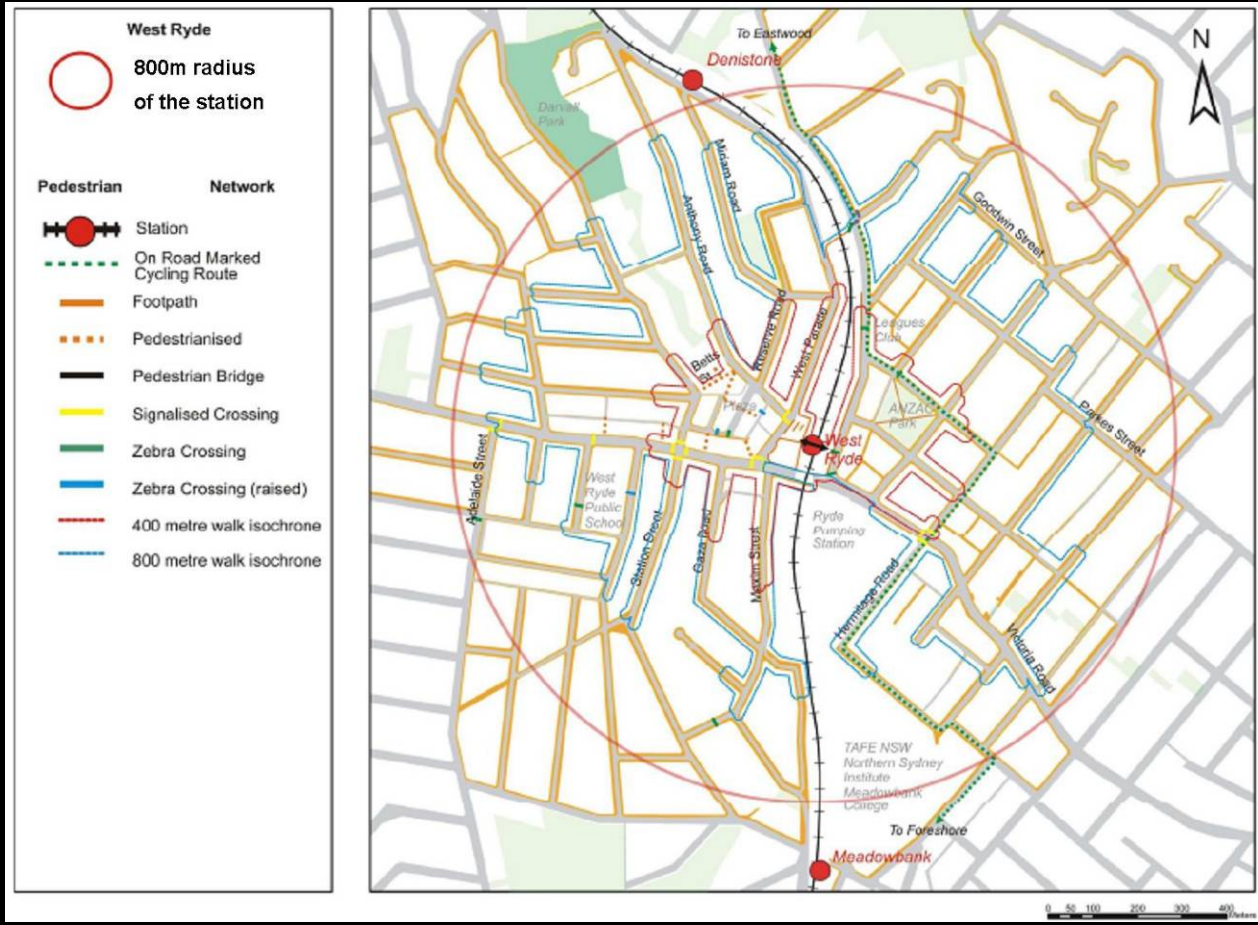 West Ryde
800m radius
of the station
Pedestrian Network
Station
On Road Marked
Cycling Route
Footpath
Pedestrianised
Pedestrian Bridge
Signalised Crossing
Zebra Crossing
Zebra Crossing (raised)
400 metre walk isochrone
800 metre walk isochrone
To Eastwood
N
Denistone
Darvall
Park
Miriam Road
Anthony Road
Goodwin Street
Reserve Road
West Parade
Leagues
Club
Betts
St
Plaza
ANZAC
Park
Parkes Street
West
Ryde
Adelaide Street
West
Ryde
Public
School
Station Street
Gaza Road
Maxim Street
Ryde
Pumping
Station
Hermitage Road
Victoria Road
TAFE NSW
Northern Sydney
Institute
Meadowbank
College
To Foreshore
Meadowbank
0 50 100 200 300 400
Meters